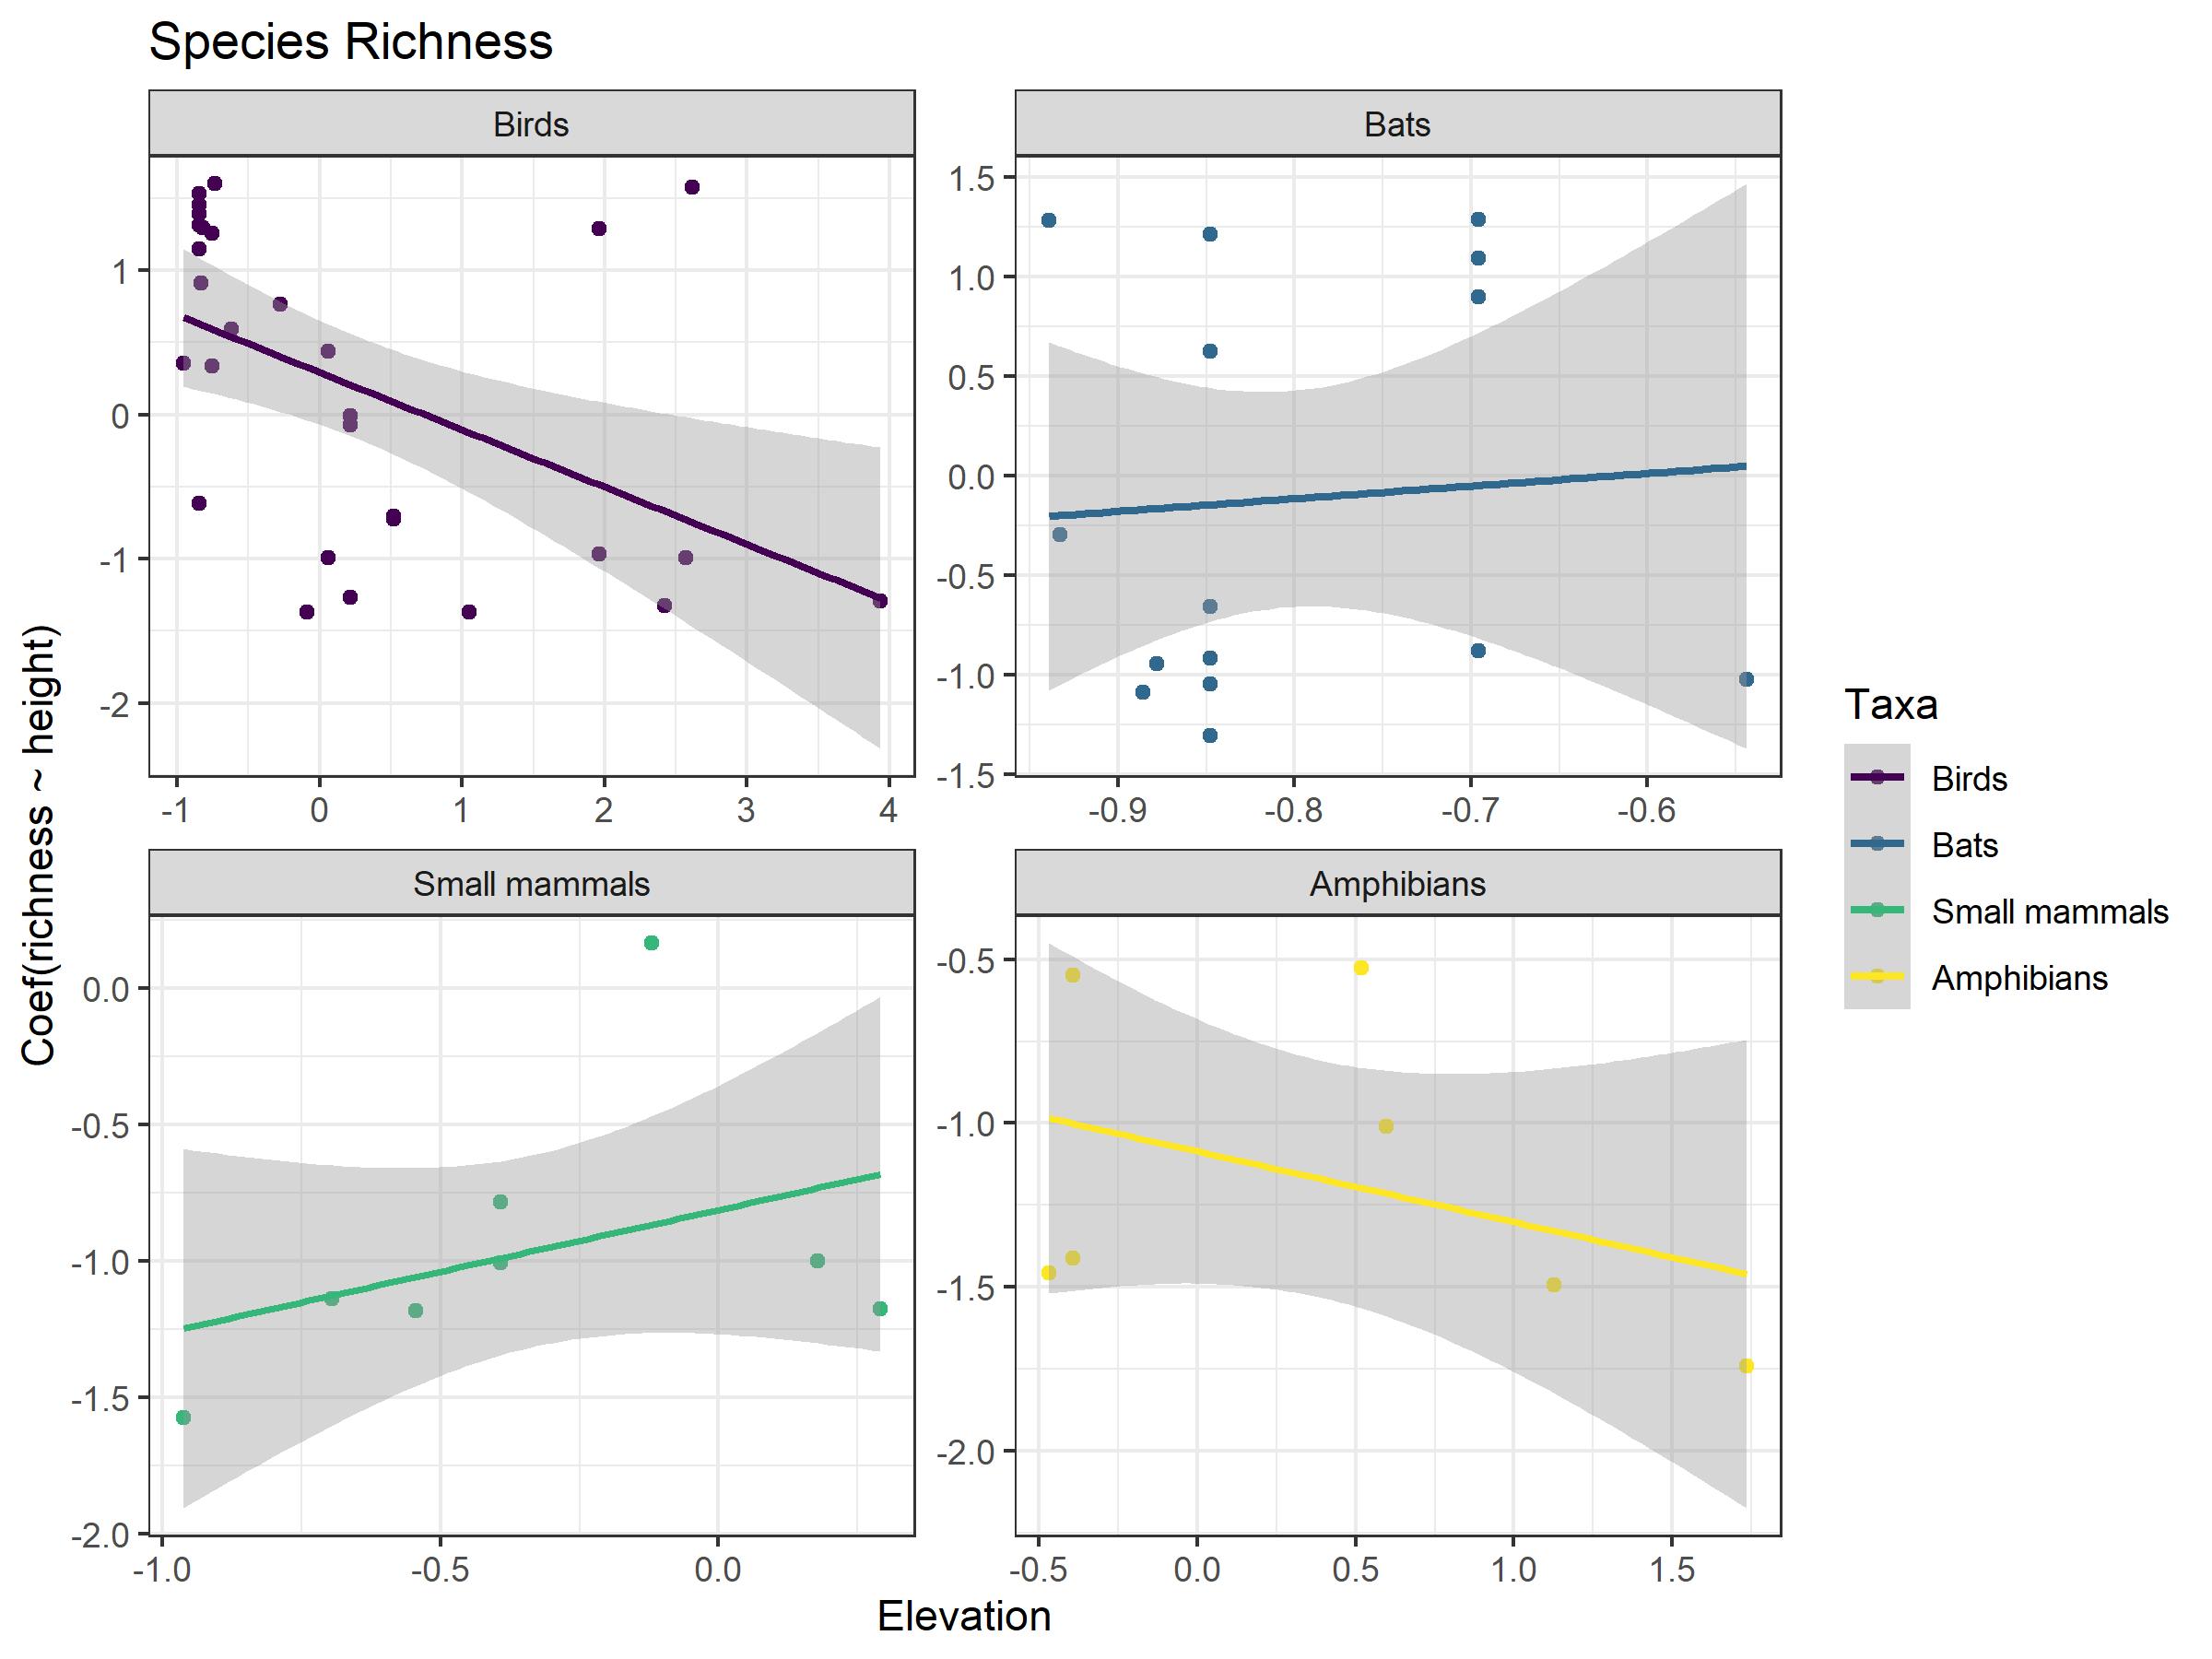 Species Richness
Birds
Bats
1
0
-1
-2
1.5
1.0
0.5
0.0
-0.5
-1.0
-1.5
-1 0 1 2 3 4
-0.9 -0.8 -0.7 -0.6
Small mammals
Amphibians
0.0
-0.5
-1.0
-1.5
-2.0
-0.5
-1.0
-1.5
-2.0
-1.0 -0.5 0.0
-0.5 0.0 0.5 1.0 1.5
Elevation
Coef(richness ~ height)
Taxa
Birds
Bats
Small mammals
Amphibians